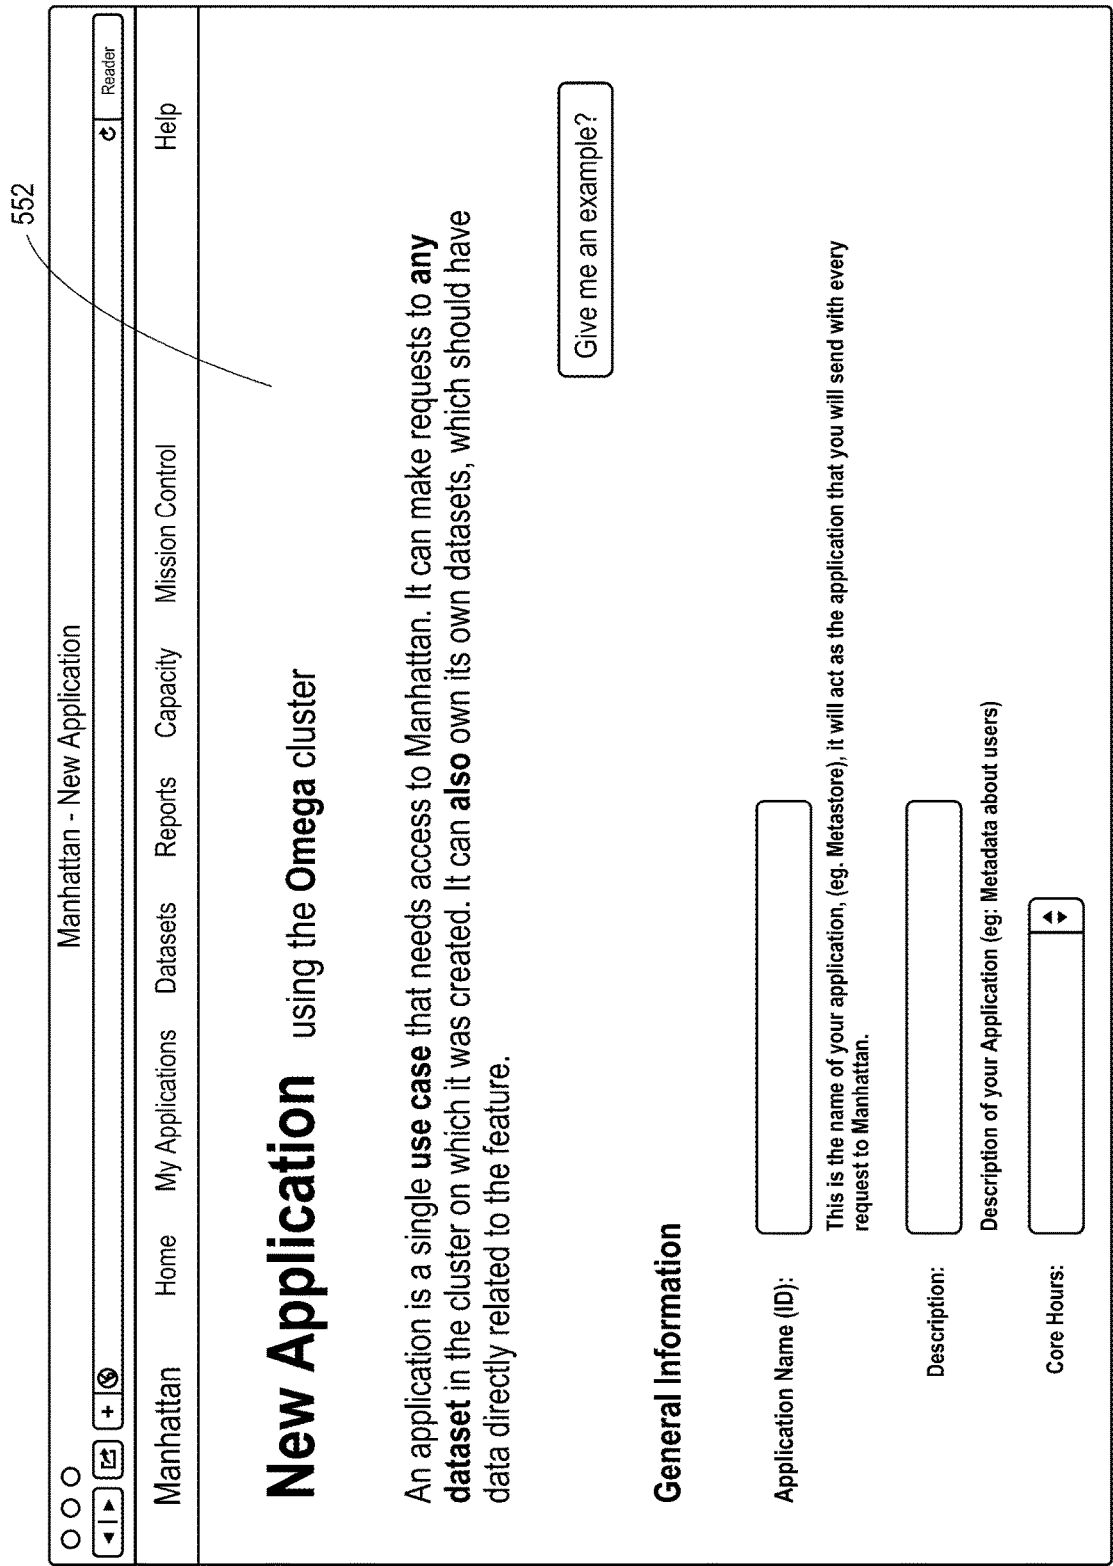 552
Manhattan - New Application
+
Reader
Manhattan Home My Applications Datasets Reports Capacity Mission Control Help
New Application using the Omega cluster
An application is a single use case that needs access to Manhattan. It can make requests to any
dataset in the cluster on which it was created. It can also own its own datasets, which should have
data directly related to the feature.
Give me an example?
General Information
Application Name (ID):
This is the name of your application, (eg. Metastore), it will act as the application that you will send with every
request to Manhattan.
Description:
Description of your Application (eg: Metadata about users)
Core Hours: